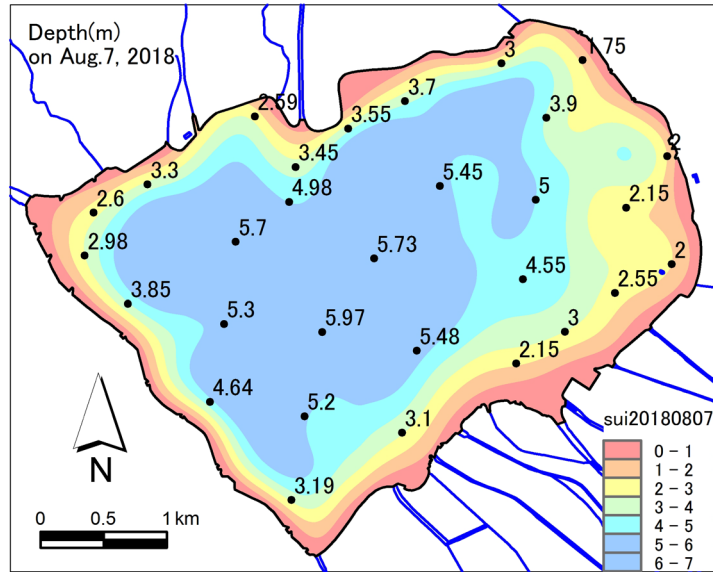 Depth(m)
on Aug.7, 2018
3
1.75
3.7
2.59
3.55
3.9
3.45
3.3
4.98
5.45
5
2.6
2.15
5.7
2.98
5.73
2
4.55
2.55
3.85
5.3
5.97
3
5.48
2.15
4.64
5.2
3.1
3.19
N
0 0.5 1 km
sui20180807
0 - 1
1 - 2
2 - 3
3 - 4
4 - 5
5 - 6
6 - 7